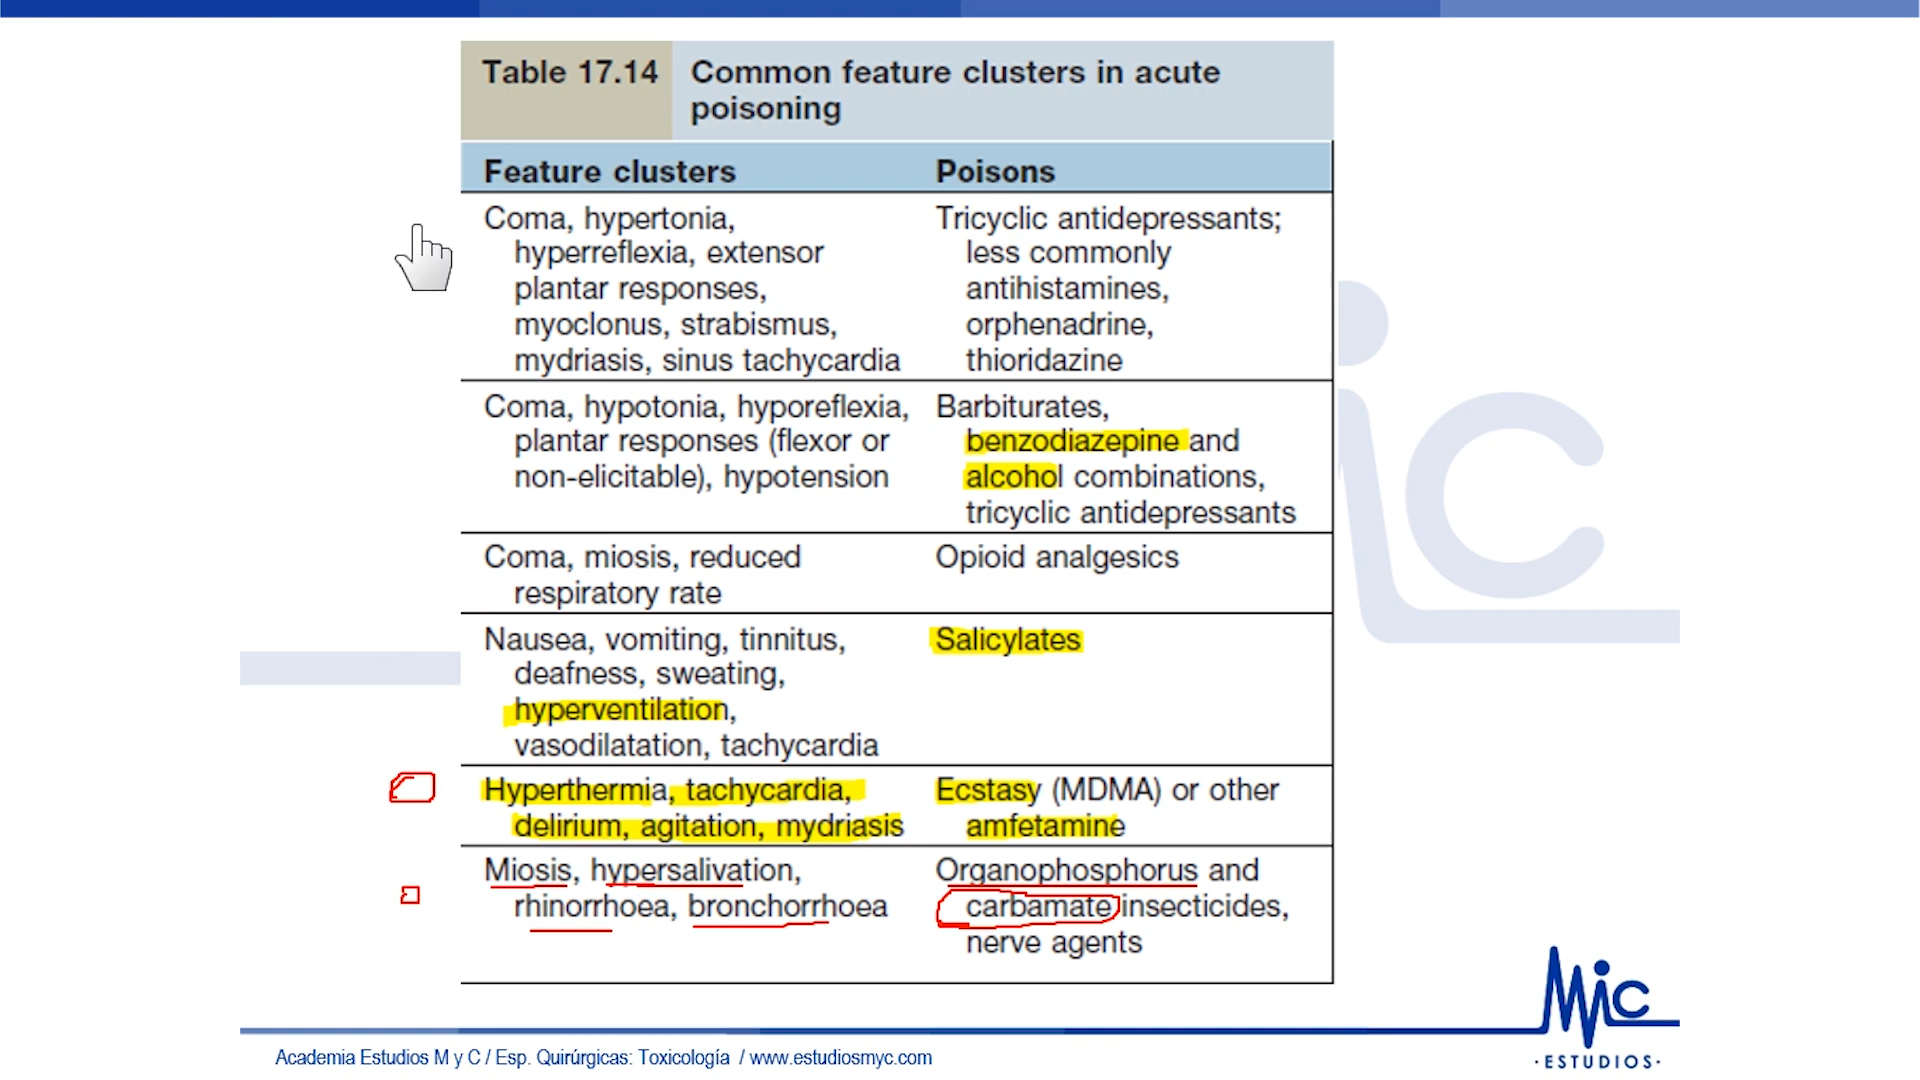 Table 17.14
Common feature clusters in acute
poisoning
Feature clusters
Poisons
Coma, hypertonia,
hyperreflexia, extensor
plantar responses,
myoclonus, strabismus,
mydriasis, sinus tachycardia
Tricyclic antidepressants;
less commonly
antihistamines,
orphenadrine,
thioridazine
Coma, hypotonia, hyporeflexia,
plantar responses (flexor or
non-elicitable), hypotension
Barbiturates,
benzodiazepine and
alcohol combinations,
tricyclic antidepressants
Coma, miosis, reduced
respiratory rate
Opioid analgesics
Nausea, vomiting, tinnitus,
deafness, sweating,
hyperventilation,
vasodilatation, tachycardia
Salicylates
Hyperthermia, tachycardia,
delirium, agitation, mydriasis
Ecstasy (MDMA) or other
amfetamine
Miosis, hypersalivation,
rhinorrhoea, bronchorrhoea
Organophosphorus and
carbamate insecticides,
nerve agents
Mic
·ESTUDIOS·
Academia Estudios M y C / Esp. Quirúrgicas: Toxicología / www.estudiosmyc.com